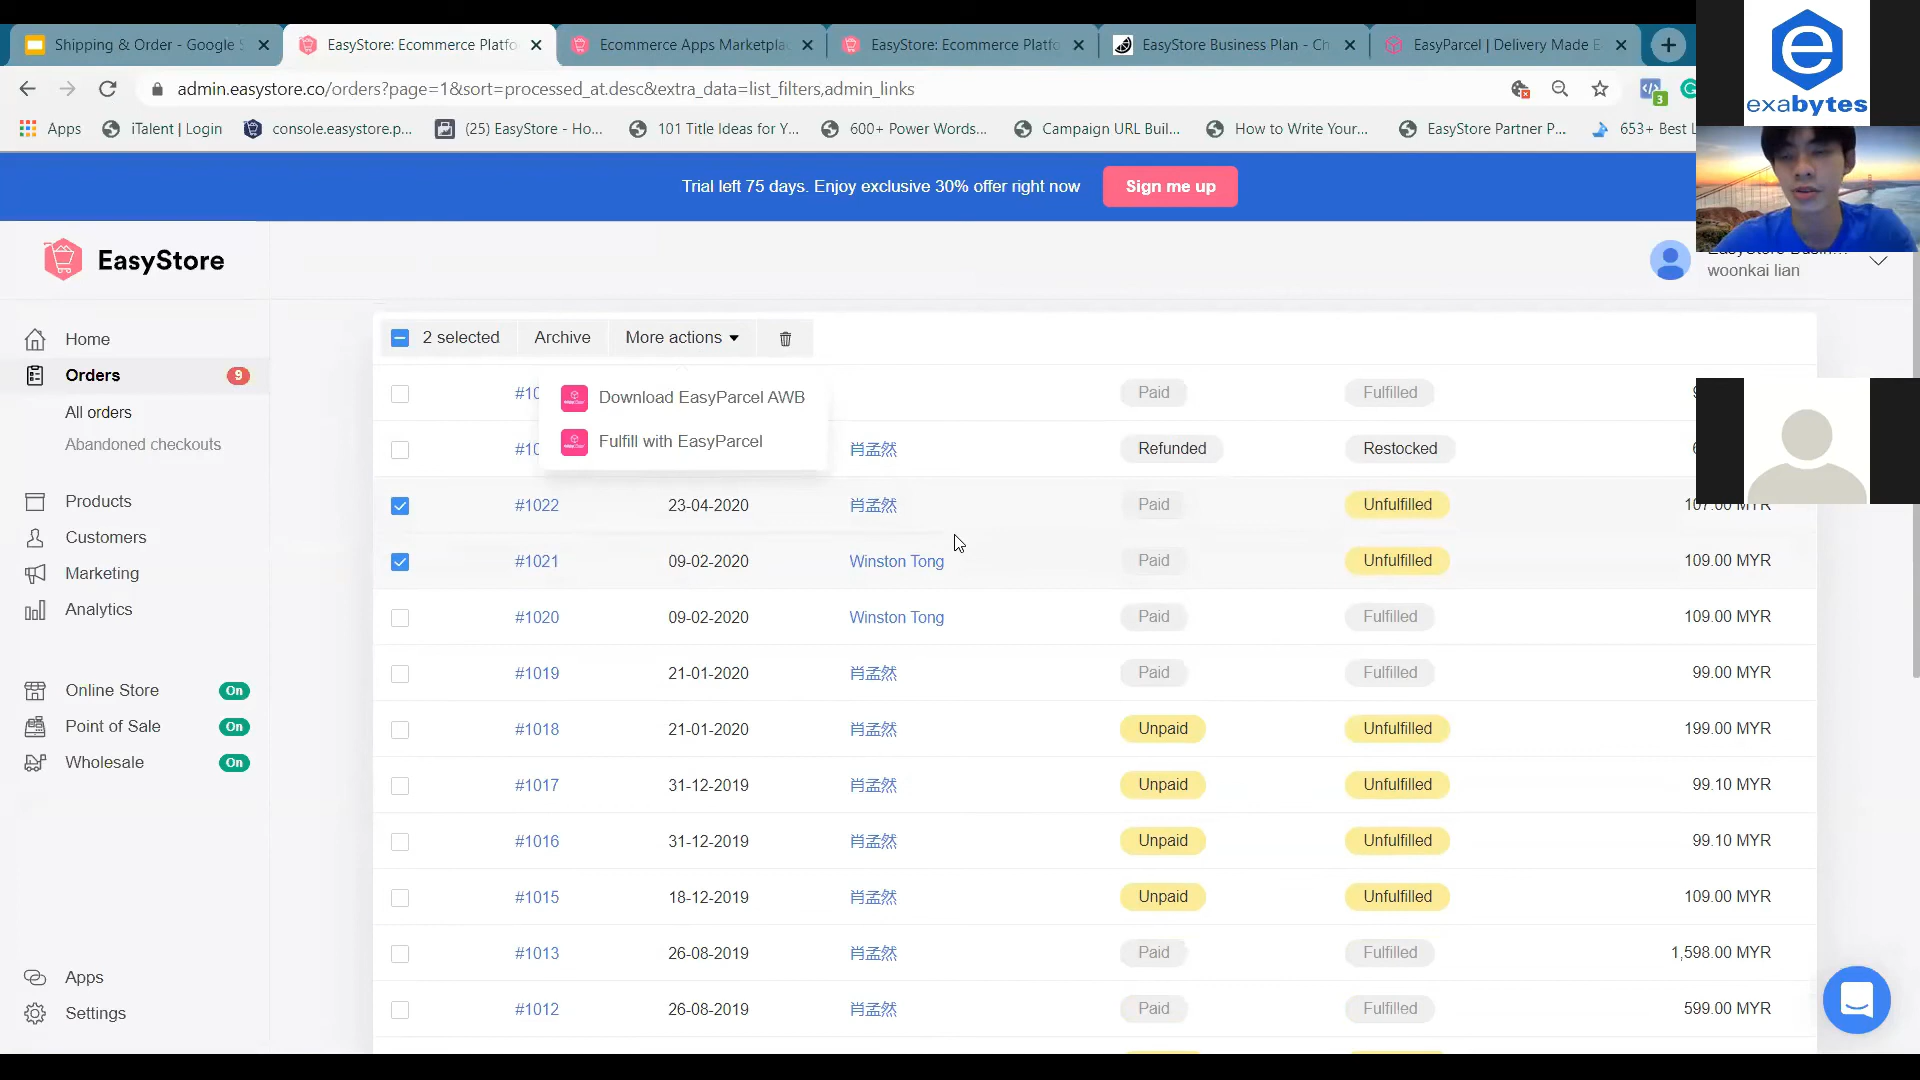 Shipping & Order - Google S
EasyStore: Ecommerce Platfo
Ecommerce Apps Marketpla
EasyStore: Ecommerce Platfo
EasyStore Business Plan - Ch
EasyParcel | Delivery Made E
admin.easystore.co/orders?page=1&sort=processed_at.desc&extra_data=list_filters,admin_links
3
Apps
iTalent | Login
console.easystore.p...
(25) EasyStore - Ho...
101 Title Ideas for Y...
600+ Power Words...
Campaign URL Buil...
How to Write Your...
EasyStore Partner P...
653+ Best L
exabytes
Trial left 75 days. Enjoy exclusive 30% offer right now
Sign me up
EasyStore
woonkai lian
Home
Orders 9
All orders
Abandoned checkouts
Products
Customers
Marketing
Analytics
Online Store On
Point of Sale On
Wholesale On
Apps
Settings
2 selected Archive More actions
Download EasyParcel AWB
Fulfill with EasyParcel
#10 Paid Fulfilled
#10 肖孟然 Refunded Restocked
#1022 23-04-2020 肖孟然 Paid Unfulfilled 107.00 MYR
#1021 09-02-2020 Winston Tong Paid Unfulfilled 109.00 MYR
#1020 09-02-2020 Winston Tong Paid Fulfilled 109.00 MYR
#1019 21-01-2020 肖孟然 Paid Fulfilled 99.00 MYR
#1018 21-01-2020 肖孟然 Unpaid Unfulfilled 199.00 MYR
#1017 31-12-2019 肖孟然 Unpaid Unfulfilled 99.10 MYR
#1016 31-12-2019 肖孟然 Unpaid Unfulfilled 99.10 MYR
#1015 18-12-2019 肖孟然 Unpaid Unfulfilled 109.00 MYR
#1013 26-08-2019 肖孟然 Paid Fulfilled 1,598.00 MYR
#1012 26-08-2019 肖孟然 Paid Fulfilled 599.00 MYR